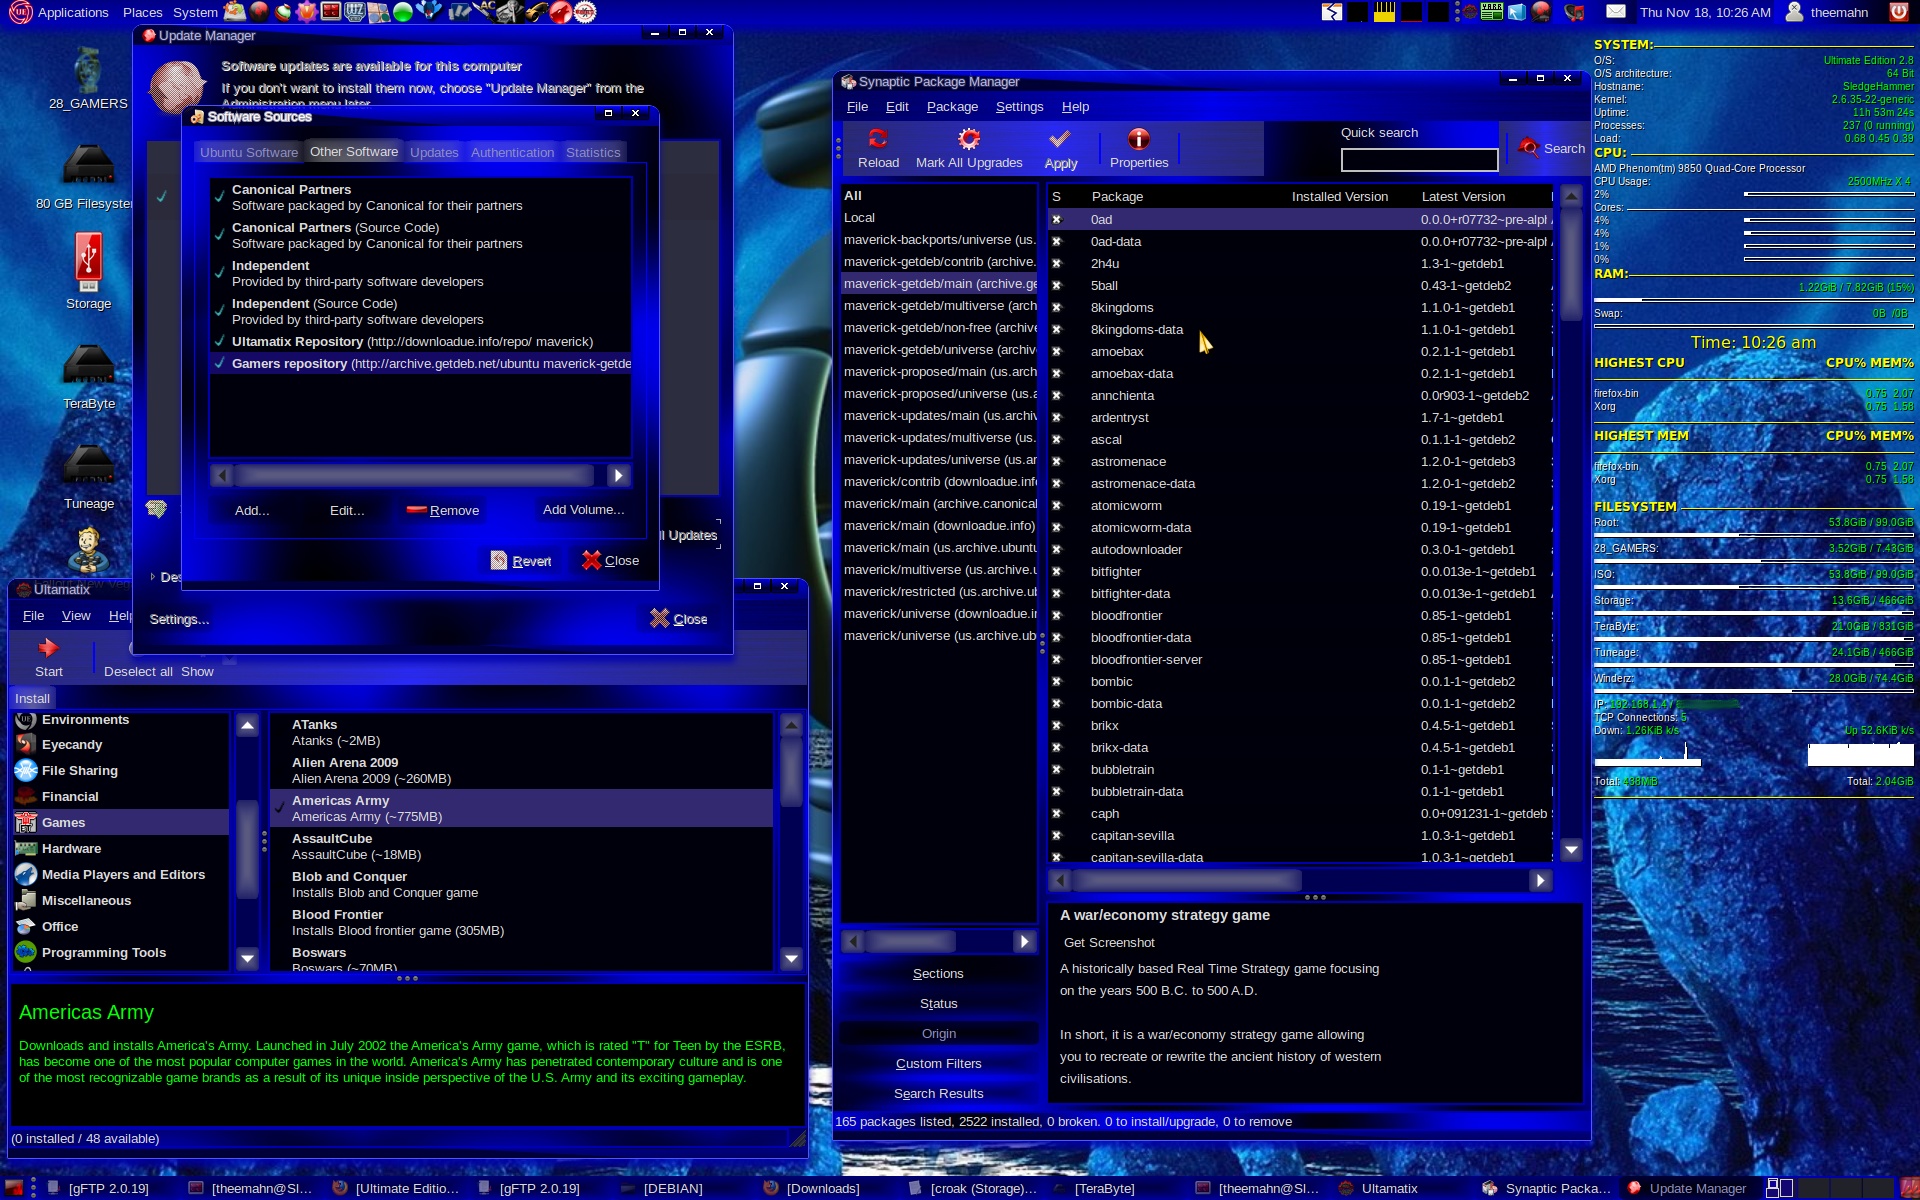 Applications Places System
Thu Nov 18, 10:26 AM theemahn
28_GAMERS
80 GB Filesyster
Storage
TeraByte
Tuneage
Update Manager
Software updates are available for this computer
If you don't want to install them now, choose "Update Manager" from the
Administration menu later.
ll Updates
Settings...
Close
Software Sources
Ubuntu Software Other Software Updates Authentication Statistics
Canonical Partners
Software packaged by Canonical for their partners
Canonical Partners (Source Code)
Software packaged by Canonical for their partners
Independent
Provided by third-party software developers
Independent (Source Code)
Provided by third-party software developers
Ultamatix Repository (http://downloadue.info/repo/ maverick)
Gamers repository (http://archive.getdeb.net/ubuntu maverick-getde
Add... Edit... Remove Add Volume...
Revert Close
Ultamatix
File View Help
Start Deselect all Show
Install
Environments
Eyecandy
File Sharing
Financial
Games
Hardware
Media Players and Editors
Miscellaneous
Office
Programming Tools
ATanks
Atanks (~2MB)
Alien Arena 2009
Alien Arena 2009 (~260MB)
Americas Army
Americas Army (~775MB)
AssaultCube
AssaultCube (~18MB)
Blob and Conquer
Installs Blob and Conquer game
Blood Frontier
Installs Blood frontier game (305MB)
Boswars
Boswars (~70MB)
Americas Army
Downloads and installs America's Army. Launched in July 2002 the America's Army game, which is rated "T" for Teen by the ESRB,
has become one of the most popular computer games in the world. America's Army has penetrated contemporary culture and is one
of the most recognizable game brands as a result of its unique inside perspective of the U.S. Army and its exciting gameplay.
(0 installed / 48 available)
Synaptic Package Manager
File Edit Package Settings Help
Reload Mark All Upgrades Apply Properties
Quick search
Search
All
Local
maverick-backports/universe (us.
maverick-getdeb/contrib (archive.
maverick-getdeb/main (archive.ge
maverick-getdeb/multiverse (arch
maverick-getdeb/non-free (archive
maverick-getdeb/universe (archiv
maverick-proposed/main (us.arch
maverick-proposed/universe (us.a
maverick-updates/main (us.archiv
maverick-updates/multiverse (us.
maverick-updates/universe (us.ar
maverick/contrib (downloadue.info
maverick/main (archive.canonical
maverick/main (downloadue.info)
maverick/main (us.archive.ubuntu
maverick/multiverse (us.archive.u
maverick/restricted (us.archive.ub
maverick/universe (downloadue.in
maverick/universe (us.archive.ub
Sections
Status
Origin
Custom Filters
Search Results
S Package Installed Version Latest Version
0ad 0.0.0+r07732~pre-alpl
0ad-data 0.0.0+r07732~pre-alpl
2h4u 1.3-1~getdeb1
5ball 0.43-1~getdeb2
8kingdoms 1.1.0-1~getdeb1
8kingdoms-data 1.1.0-1~getdeb1
amoebax 0.2.1-1~getdeb1
amoebax-data 0.2.1-1~getdeb1
annchienta 0.0r903-1~getdeb2
ardentryst 1.7-1~getdeb1
ascal 0.1.1-1~getdeb2
astromenace 1.2.0-1~getdeb3
astromenace-data 1.2.0-1~getdeb2
atomicworm 0.19-1~getdeb1
atomicworm-data 0.19-1~getdeb1
autodownloader 0.3.0-1~getdeb1
bitfighter 0.0.013e-1~getdeb1
bitfighter-data 0.0.013e-1~getdeb1
bloodfrontier 0.85-1~getdeb1
bloodfrontier-data 0.85-1~getdeb1
bloodfrontier-server 0.85-1~getdeb1
bombic 0.0.1-1~getdeb2
bombic-data 0.0.1-1~getdeb2
brikx 0.4.5-1~getdeb1
brikx-data 0.4.5-1~getdeb1
bubbletrain 0.1-1~getdeb1
bubbletrain-data 0.1-1~getdeb1
caph 0.0+091231-1~getdeb
capitan-sevilla 1.0.3-1~getdeb1
capitan-sevilla-data 1.0.3-1~getdeb1
A war/economy strategy game
Get Screenshot
A historically based Real Time Strategy game focusing
on the years 500 B.C. to 500 A.D.
In short, it is a war/economy strategy game allowing
you to recreate or rewrite the ancient history of western
civilisations.
165 packages listed, 2522 installed, 0 broken. 0 to install/upgrade, 0 to remove
SYSTEM:
O/S: Ultimate Edition 2.8
O/S architecture: 64 Bit
Hostname: SledgeHammer
Kernel: 2.6.35-22-generic
Uptime: 11h 53m 24s
Processes: 237 (0 running)
Load: 0.68 0.45 0.39
CPU:
AMD Phenom(tm) 9850 Quad-Core Processor
CPU Usage: 2500MHz X 4
2%
Cores:
4%
4%
1%
0%
RAM:
1.22GiB / 7.82GiB (15%)
Swap: 0B /0B
Time: 10:26 am
HIGHEST CPU CPU% MEM%
firefox-bin 0.75 2.07
Xorg 0.75 1.58
HIGHEST MEM CPU% MEM%
firefox-bin 0.75 2.07
Xorg 0.75 1.58
FILESYSTEM
Root: 53.8GiB / 99.0GiB
28_GAMERS: 3.52GiB / 7.43GiB
ISO: 53.8GiB / 99.0GiB
Storage: 13.6GiB / 466GiB
TeraByte: 21.0GiB / 831GiB
Tuneage: 24.1GiB / 466GiB
Winderz: 28.0GiB / 74.4GiB
IP: 192.168.1.4 /
TCP Connections: 5
Down: 1.26KiB k/s Up 52.6KiB k/s
Total: 438MiB Total: 2.04GiB
[gFTP 2.0.19] [theemahn@Sl... [Ultimate Editio... [gFTP 2.0.19] [DEBIAN] [Downloads] [croak (Storage)... [TeraByte] [theemahn@Sl... Ultamatix Synaptic Packa... Update Manager